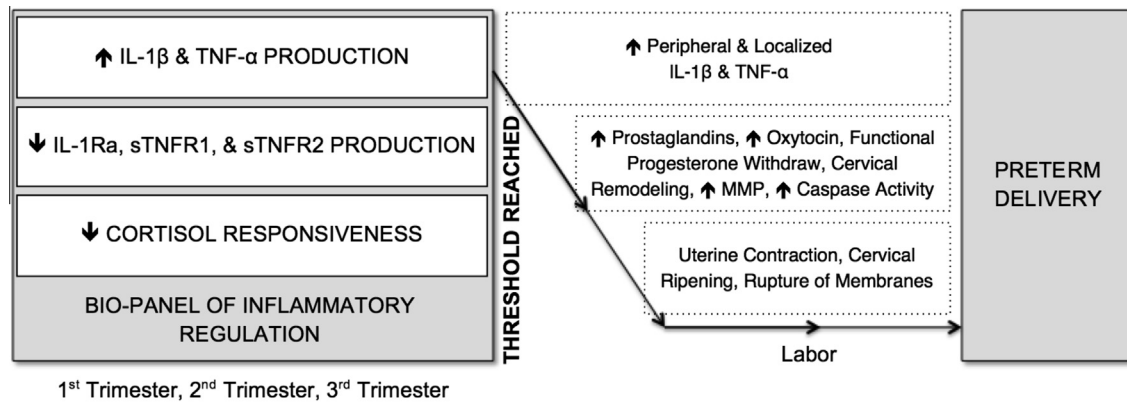 ↑ IL-1β & TNF-α PRODUCTION
↓ IL-1Ra, sTNFR1, & sTNFR2 PRODUCTION
↓ CORTISOL RESPONSIVENESS
BIO-PANEL OF INFLAMMATORY
REGULATION
1st Trimester, 2nd Trimester, 3rd Trimester
THRESHOLD REACHED
↑ Peripheral & Localized
IL-1β & TNF-α
↑ Prostaglandins, ↑ Oxytocin, Functional
Progesterone Withdraw, Cervical
Remodeling, ↑ MMP, ↑ Caspase Activity
Uterine Contraction, Cervical
Ripening, Rupture of Membranes
Labor
PRETERM
DELIVERY